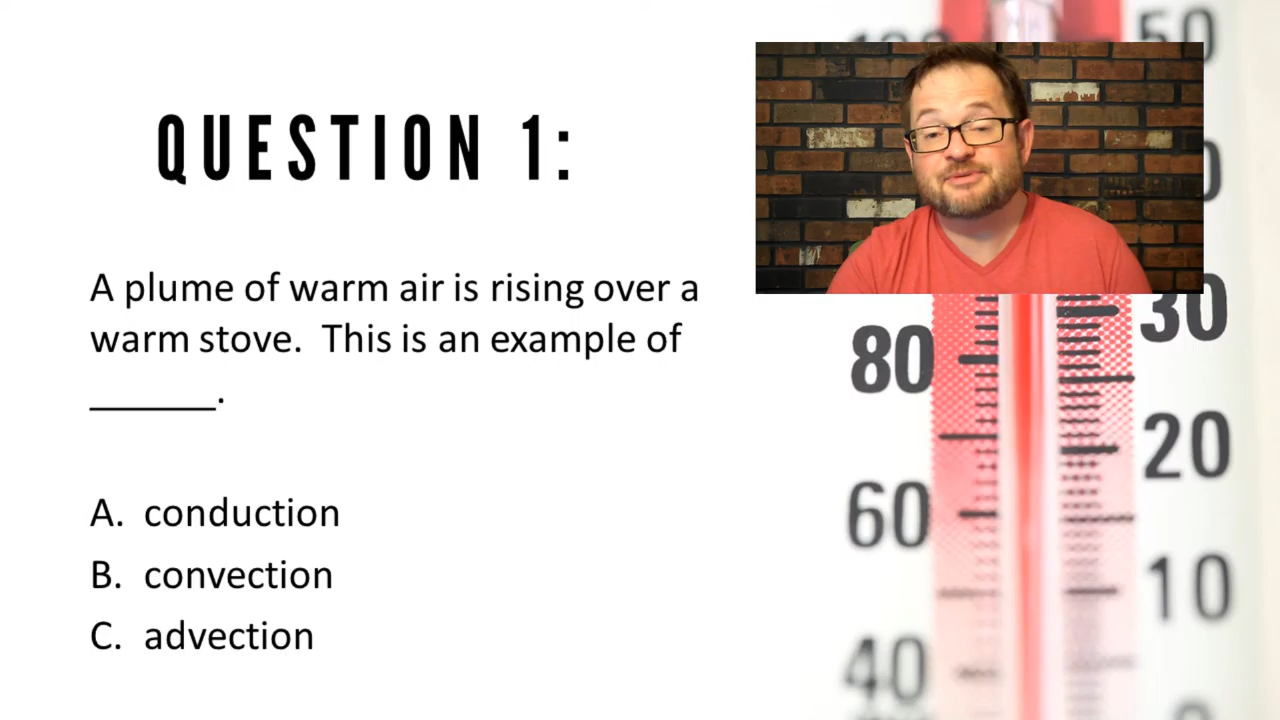 QUESTION 1:
A plume of warm air is rising over a
warm stove. This is an example of
______.
A. conduction
B. convection
C. advection
50
30
80
20
60
10
40